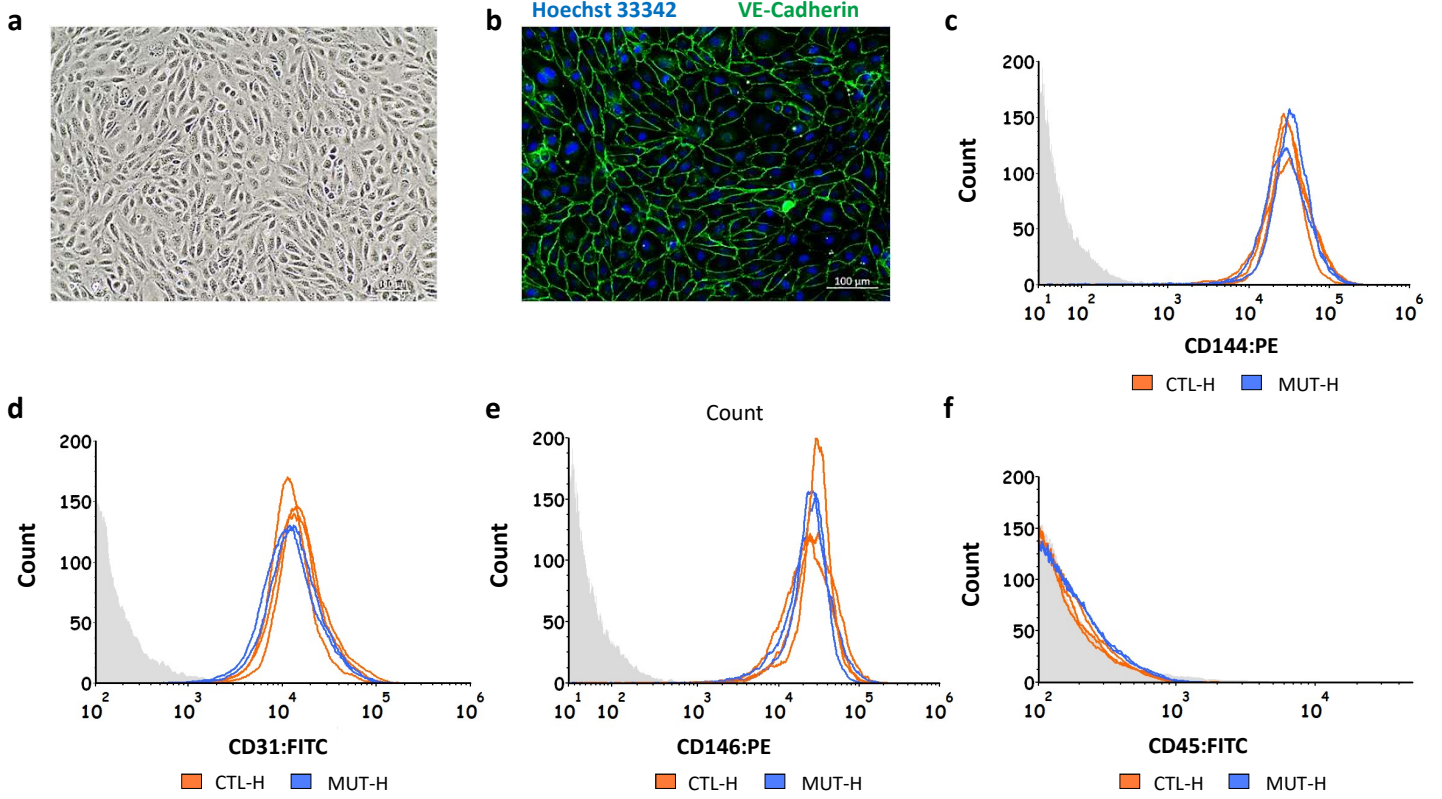 a
b
Hoechst 33342 VE-Cadherin
100 µm
c
Count
200
150
100
50
0
10^1 10^2 10^3 10^4 10^5 10^6
CD144:PE
CTL-H MUT-H
d
Count
200
150
100
50
0
10^2 10^3 10^4 10^5 10^6
CD31:FITC
CTL-H MUT-H
e
Count
Count
200
150
100
50
0
10^1 10^2 10^3 10^4 10^5 10^6
CD146:PE
CTL-H MUT-H
f
Count
200
150
100
50
0
10^2 10^3 10^4
CD45:FITC
CTL-H MUT-H